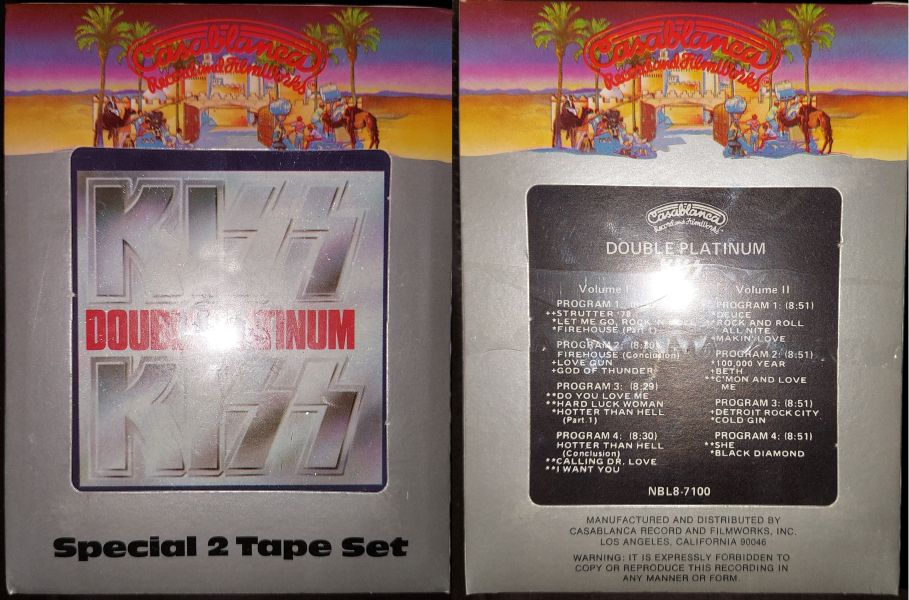 Casablanca
Record and FilmWorks
KISS
DOUBLE PLATINUM
KISS
Special 2 Tape Set
Casablanca
Record and FilmWorks
Casablanca
Record and FilmWorks
DOUBLE PLATINUM
Volume I
PROGRAM 1:
++STRUTTER '78
*LET ME GO, ROCK 'N ROLL
*FIREHOUSE (Part 1)
PROGRAM 2: (8:30)
FIREHOUSE (Conclusion)
+LOVE GUN
+GOD OF THUNDER
PROGRAM 3: (8:29)
**DO YOU LOVE ME
**HARD LUCK WOMAN
*HOTTER THAN HELL
(Part 1)
PROGRAM 4: (8:30)
HOTTER THAN HELL
(Conclusion)
**CALLING DR. LOVE
**I WANT YOU
Volume II
PROGRAM 1: (8:51)
*DEUCE
ROCK AND ROLL
ALL NITE
*MAKIN' LOVE
PROGRAM 2: (8:51)
*100,000 YEAR
+BETH
**C'MON AND LOVE
ME
PROGRAM 3: (8:51)
+DETROIT ROCK CITY
*COLD GIN
PROGRAM 4: (8:51)
**SHE
*BLACK DIAMOND
NBL8-7100
MANUFACTURED AND DISTRIBUTED BY
CASABLANCA RECORD AND FILMWORKS, INC.
LOS ANGELES, CALIFORNIA 90046
WARNING: IT IS EXPRESSLY FORBIDDEN TO
COPY OR REPRODUCE THIS RECORDING IN
ANY MANNER OR FORM.